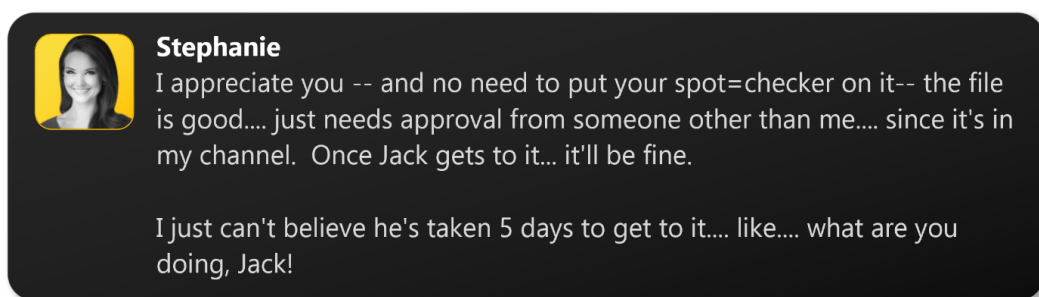 Stephanie
I appreciate you -- and no need to put your spot=checker on it-- the file
is good.... just needs approval from someone other than me.... since it's in
my channel.  Once Jack gets to it... it'll be fine.
I just can't believe he's taken 5 days to get to it.... like.... what are you
doing, Jack!